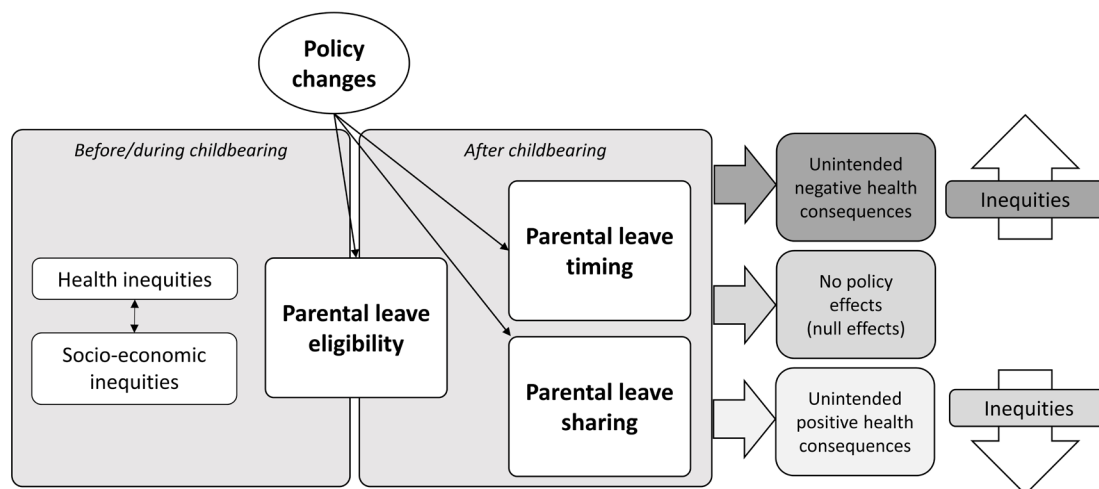 Policy
changes
Before/during childbearing
After childbearing
Health inequities
Socio-economic
inequities
Parental leave
eligibility
Parental leave
timing
Parental leave
sharing
Unintended
negative health
consequences
Inequities
No policy
effects
(null effects)
Unintended
positive health
consequences
Inequities